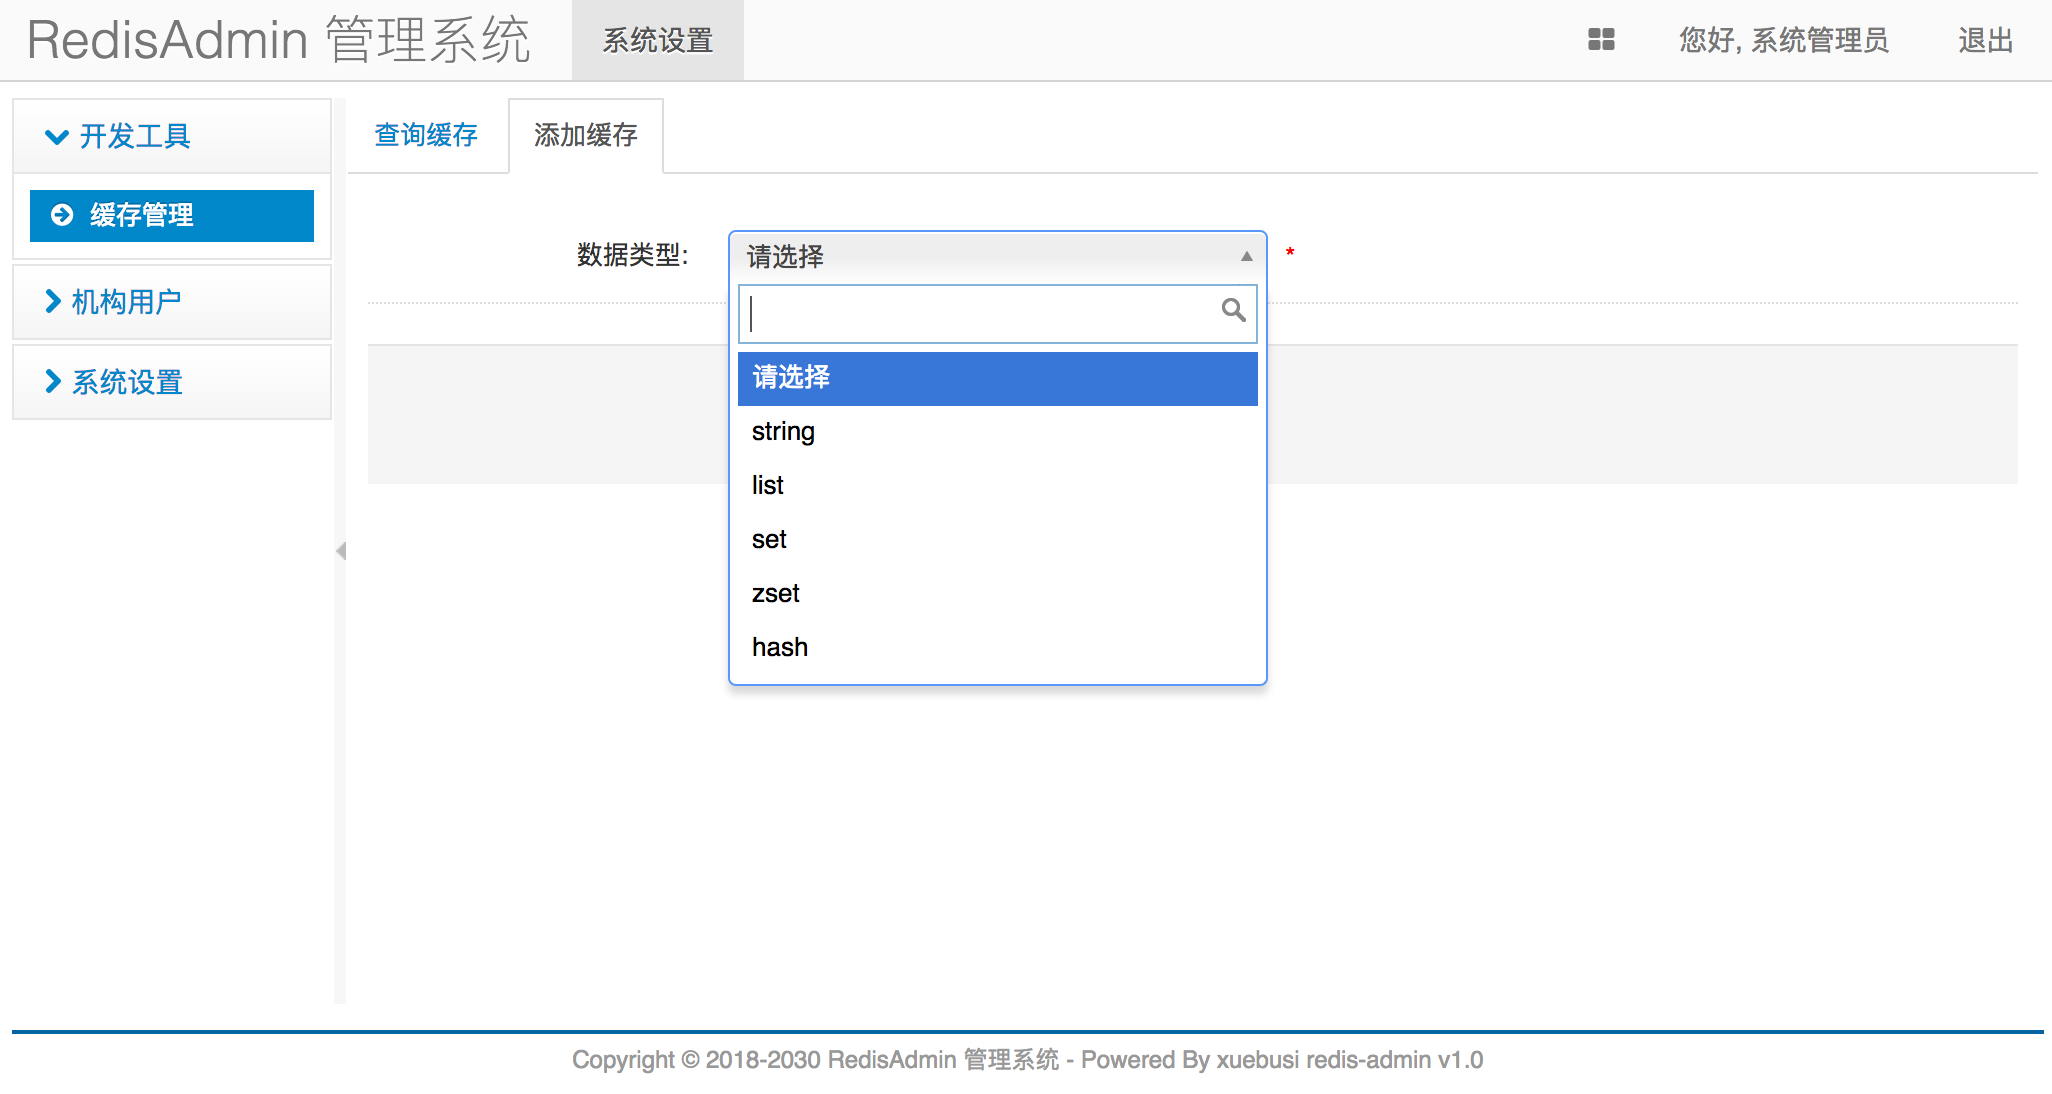 RedisAdmin 管理系统 系统设置 您好, 系统管理员 退出
开发工具
缓存管理
机构用户
系统设置
查询缓存 添加缓存
数据类型: 请选择 *
请选择
string
list
set
zset
hash
Copyright © 2018-2030 RedisAdmin 管理系统 - Powered By xuebusi redis-admin v1.0